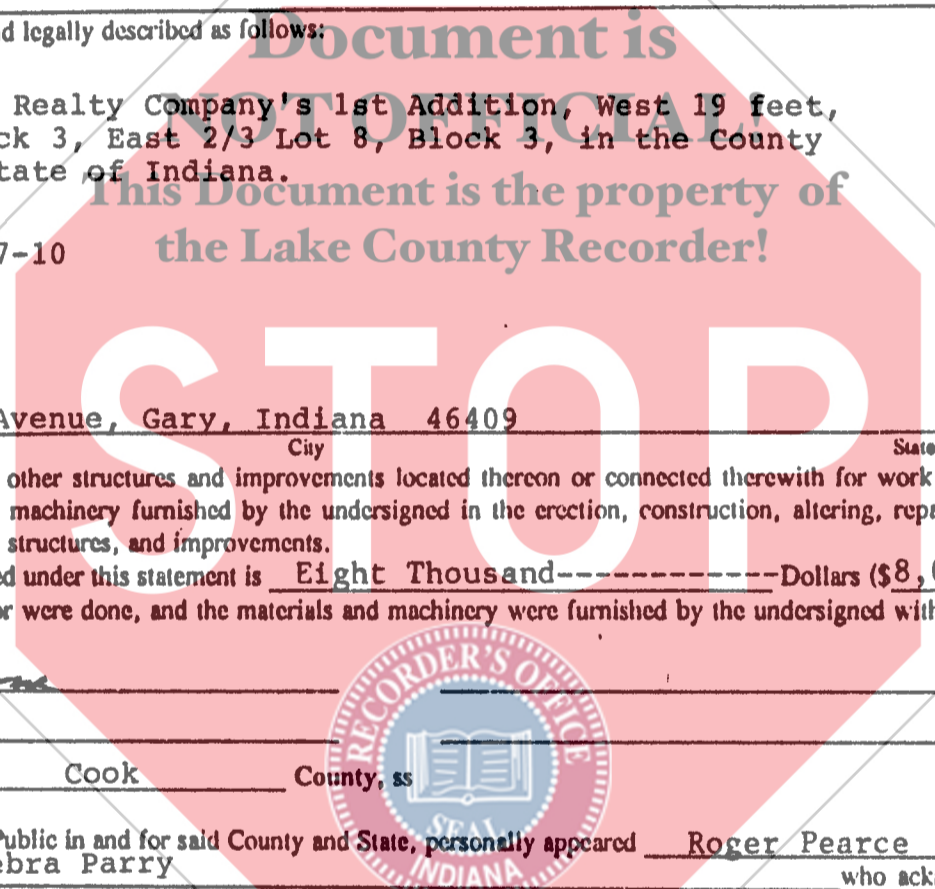 d legally described as follows:
Document is
Realty Company's 1st Addition, West 19 feet,
NOT OFFICIAL!
ck 3, East 2/3 Lot 8, Block 3, in the County
tate of Indiana.
This Document is the property of
7-10
the Lake County Recorder!
STOP
Avenue, Gary, Indiana 46409
City State
other structures and improvements located thereon or connected therewith for work
machinery furnished by the undersigned in the erection, construction, altering, repa
structures, and improvements.
ed under this statement is Eight Thousand------------Dollars ($8,
or were done, and the materials and machinery were furnished by the undersigned with
RECORDER'S OFFICE
Cook County, ss
SEAL
Public in and for said County and State, personally appeared Roger Pearce
ebra Parry
INDIANA
who ack